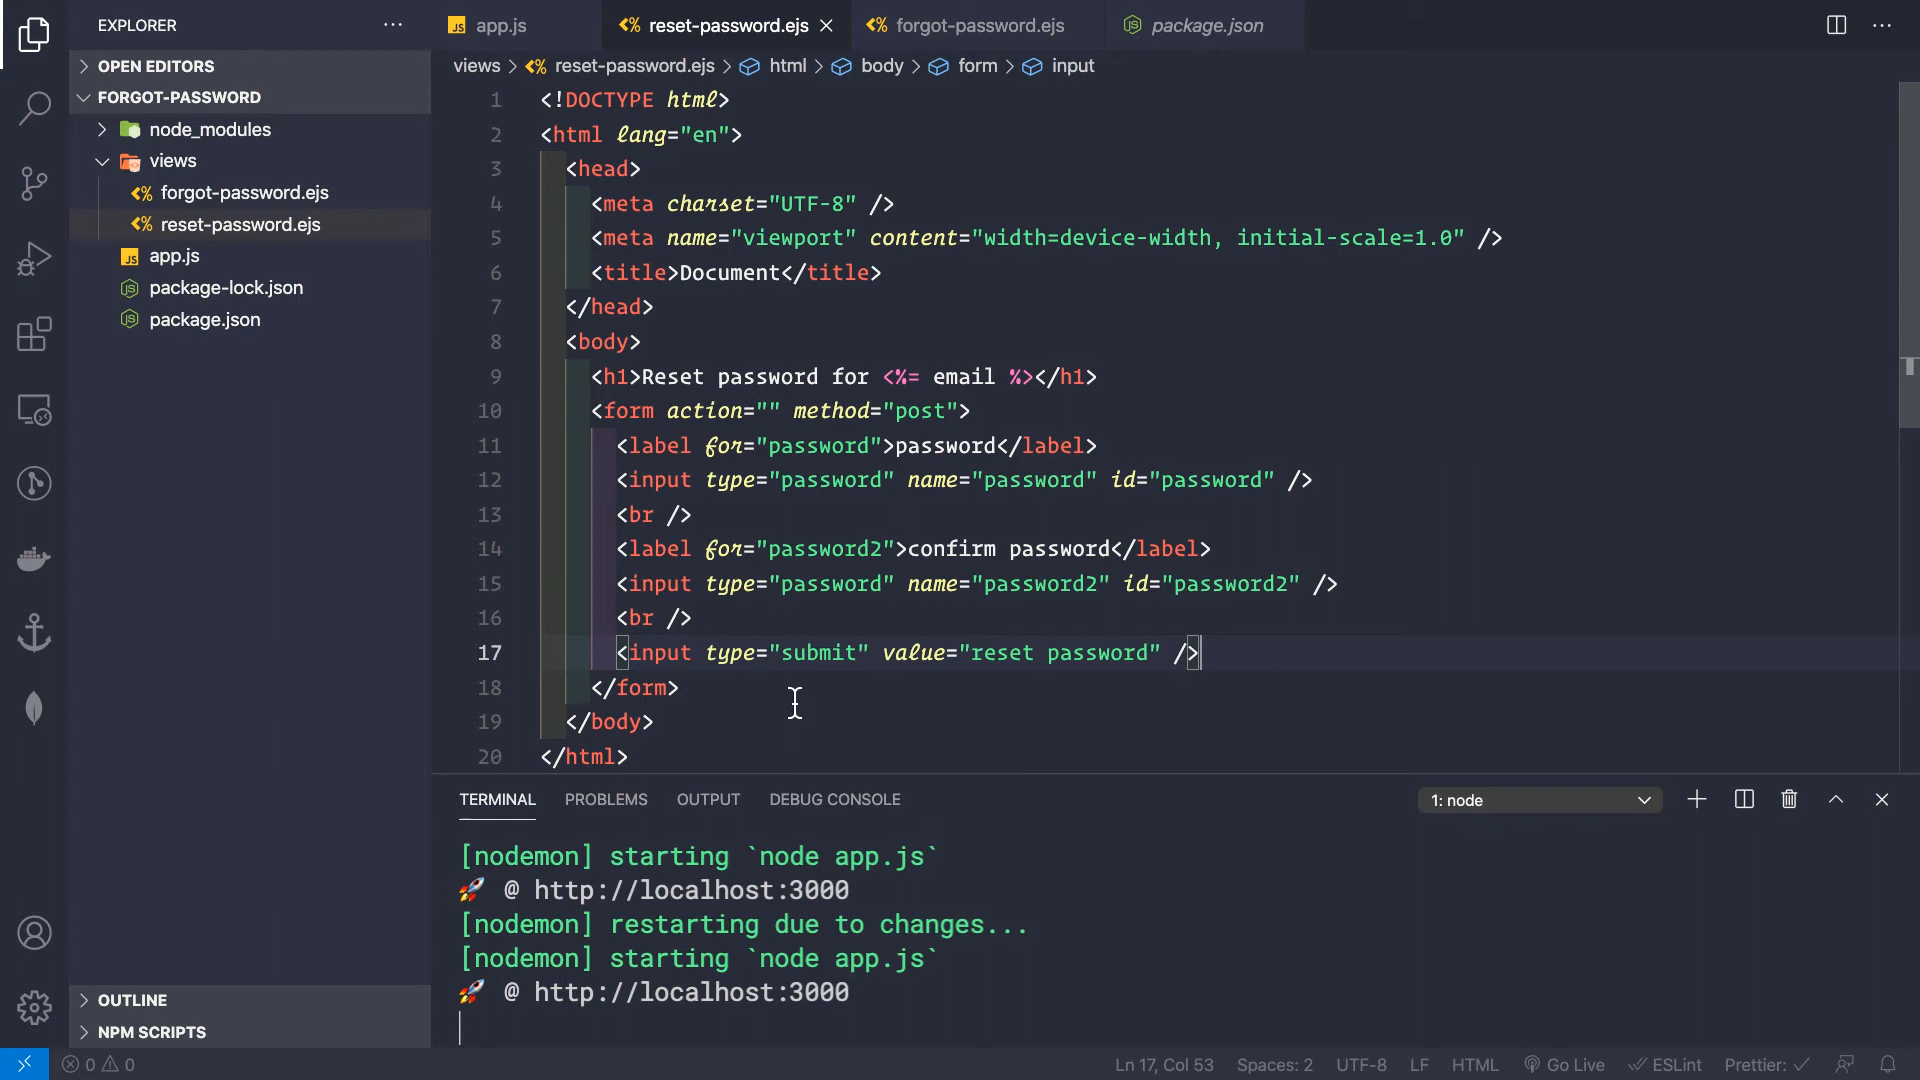 EXPLORER
OPEN EDITORS
FORGOT-PASSWORD
node_modules
views
forgot-password.ejs
reset-password.ejs
JS app.js
package-lock.json
package.json
OUTLINE
NPM SCRIPTS
JS app.js
reset-password.ejs
forgot-password.ejs
package.json
views > reset-password.ejs > html > body > form > input
1 <!DOCTYPE html>
2 <html lang="en">
3 <head>
4 <meta charset="UTF-8" />
5 <meta name="viewport" content="width=device-width, initial-scale=1.0" />
6 <title>Document</title>
7 </head>
8 <body>
9 <h1>Reset password for <%= email %></h1>
10 <form action="" method="post">
11 <label for="password">password</label>
12 <input type="password" name="password" id="password" />
13 <br />
14 <label for="password2">confirm password</label>
15 <input type="password" name="password2" id="password2" />
16 <br />
17 <input type="submit" value="reset password" />
18 </form>
19 </body>
20 </html>
TERMINAL PROBLEMS OUTPUT DEBUG CONSOLE
1: node
[nodemon] starting `node app.js`
🚀 @ http://localhost:3000
[nodemon] restarting due to changes...
[nodemon] starting `node app.js`
🚀 @ http://localhost:3000
0 0
Ln 17, Col 53 Spaces: 2 UTF-8 LF HTML Go Live ESLint Prettier: ✓